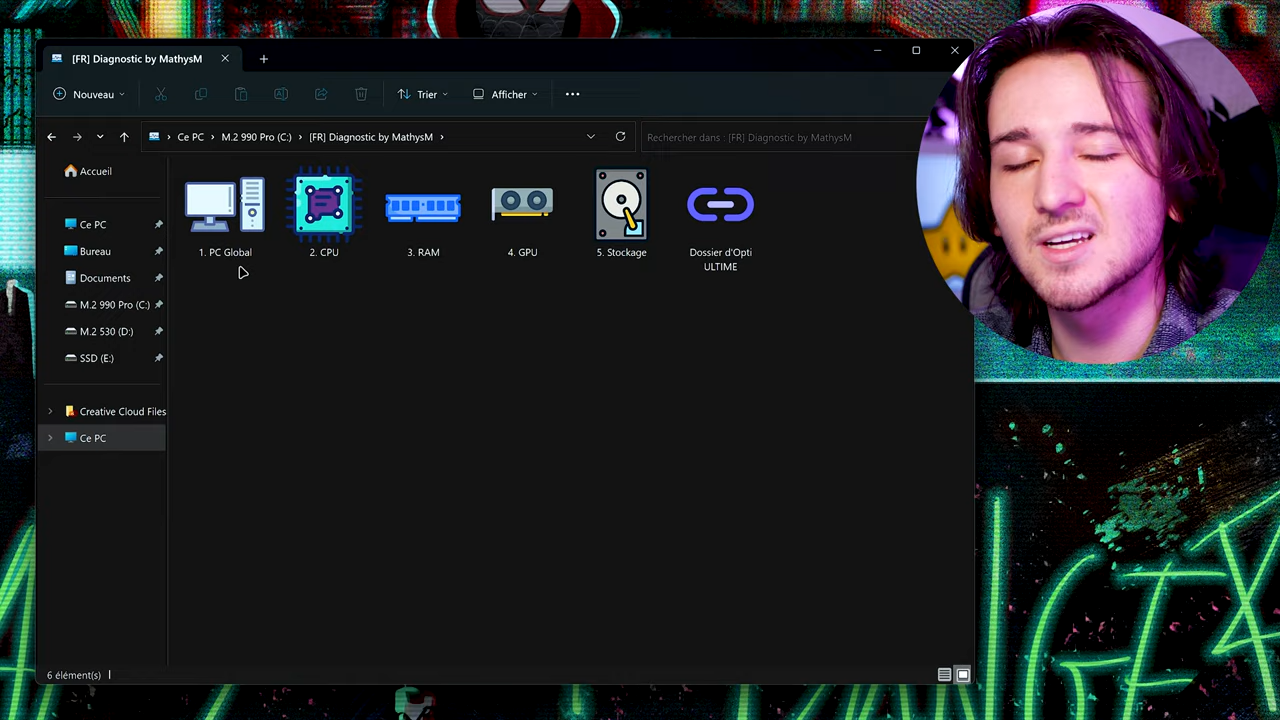 [FR] Diagnostic by MathysM
Nouveau
Trier
Afficher
Ce PC > M.2 990 Pro (C:) > [FR] Diagnostic by MathysM >
Rechercher dans : [FR] Diagnostic by MathysM
Accueil
Ce PC
Bureau
Documents
M.2 990 Pro (C:)
M.2 530 (D:)
SSD (E:)
Creative Cloud Files
Ce PC
1. PC Global
2. CPU
3. RAM
4. GPU
5. Stockage
Dossier d'Opti
ULTIME
6 élément(s)